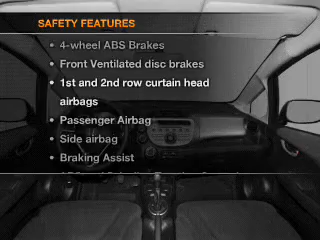 SAFETY FEATURES
• 4-wheel ABS Brakes
• Front Ventilated disc brakes
• 1st and 2nd row curtain head
airbags
• Passenger Airbag
• Side airbag
• Braking Assist